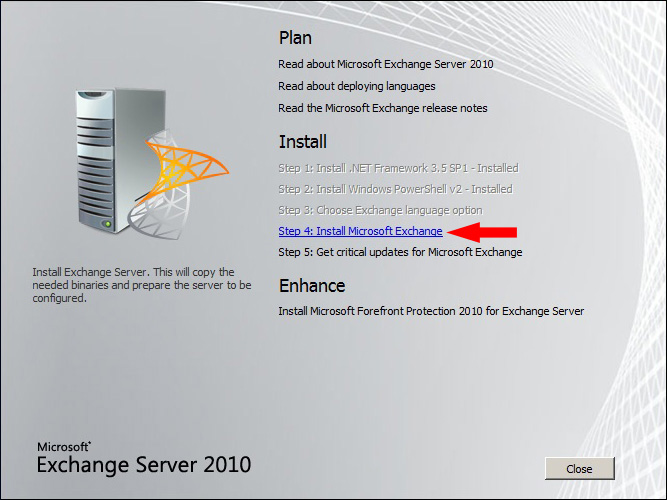 Plan
Read about Microsoft Exchange Server 2010
Read about deploying languages
Read the Microsoft Exchange release notes
Install
Step 1: Install .NET Framework 3.5 SP1 - Installed
Step 2: Install Windows PowerShell v2 - Installed
Step 3: Choose Exchange language option
Step 4: Install Microsoft Exchange
Step 5: Get critical updates for Microsoft Exchange
Install Exchange Server. This will copy the
needed binaries and prepare the server to be
configured.
Enhance
Install Microsoft Forefront Protection 2010 for Exchange Server
Microsoft®
Exchange Server 2010
Close